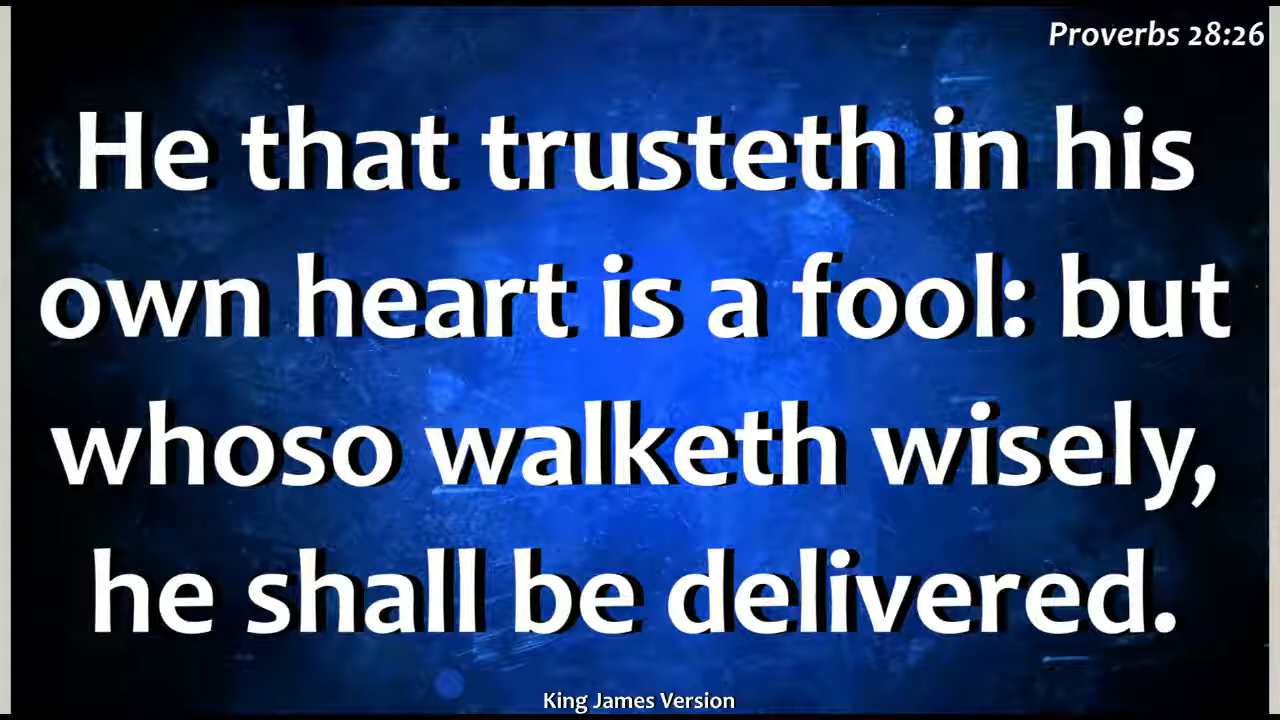 Proverbs 28:26
He that trusteth in his
own heart is a fool: but
whoso walketh wisely,
he shall be delivered.
King James Version